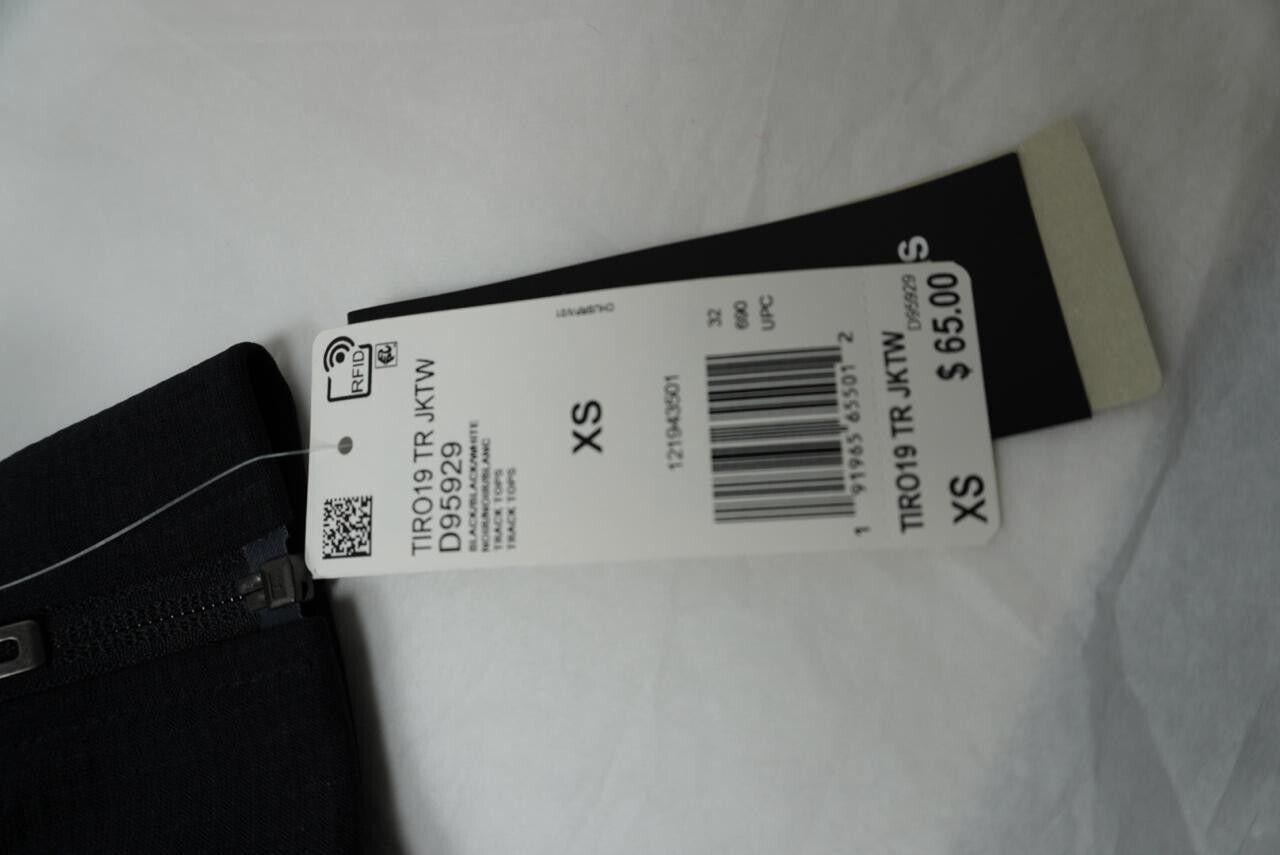 RFID
TIRO19 TR JKTW
D95929
BLACK/BLACK/WHITE
NOIR/NOIR/BLANC
TRACK TOPS
TRACK TOPS
XS
121943501
32
690
UPC
1 91965 65501 2
TIRO19 TR JKTW
D95929
XS
$ 65.00
S